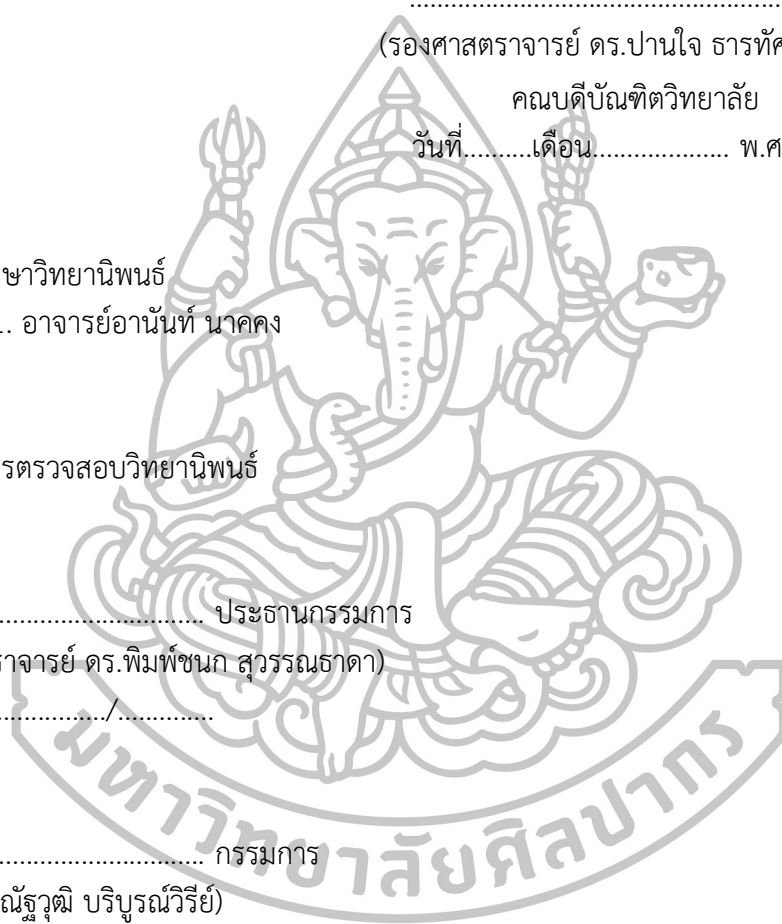 ........................................................
(รองศาสตราจารย์ ดร.ปานใจ ธารทัศ
คณบดีบัณฑิตวิทยาลัย
วันที่..........เดือน.................... พ.ศ
ษาวิทยานิพนธ์
.. อาจารย์อานันท์ นาคคง
รตรวจสอบวิทยานิพนธ์
.................................. ประธานกรรมการ
ราจารย์ ดร.พิมพ์ชนก สุวรรณธาดา)
................/.............
.................................. กรรมการ
ณัฐวุฒิ บริบูรณ์วิรีย์)
มหาวิทยาลัยศิลปากร